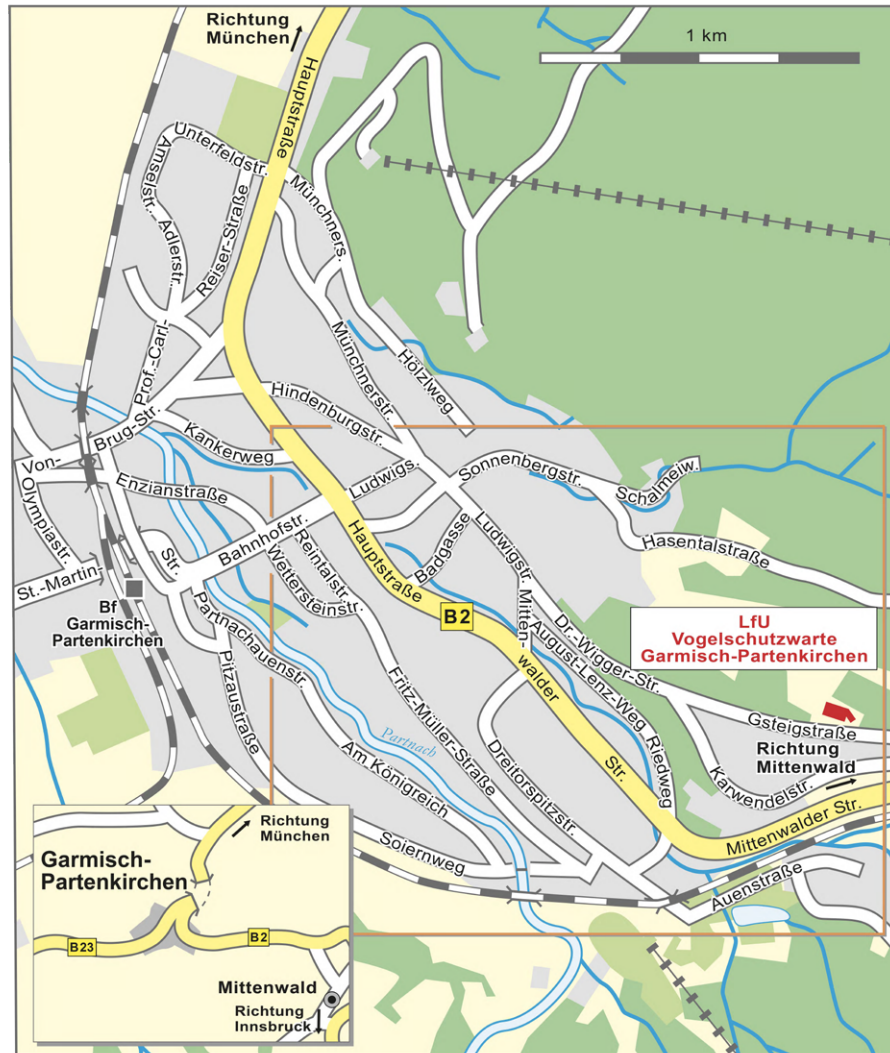 Richtung
München
1 km
Hauptstraße
Unterfeldstr.
Amselstr.
Adlerstr.
Reiser-Straße
Prof.-Carl-
Münchners.
Münchnerstr.
Hölzlweg
Hindenburgstr.
Von-
Brug-Str.
Kankerweg
Olympiastr.
Enzianstraße
Ludwigs.
Sonnenbergstr.
Schalmeiw.
Hasentalstraße
St.-Martin-
Str.
Bahnhofstr.
Reintalstr.
Wettersteinstr.
Hauptstraße
Badgasse
Ludwigstr.
Bf
Garmisch-
Partenkirchen
B2
Mitten-
walder
Str.
August-Lenz-Weg
Dr.-Wigger-Str.
LfU
Vogelschutzwarte
Garmisch-Partenkirchen
Partnachauenstr.
Pitzaustraße
Fritz-Müller-Straße
Partnach
Am Königreich
Dreitorspitzstr.
Riedweg
Gsteigstraße
Richtung
Mittenwald
Karwendelstr.
Mittenwalder Str.
Soiernweg
Auenstraße
Richtung
München
Garmisch-
Partenkirchen
B23
B2
Mittenwald
Richtung
Innsbruck